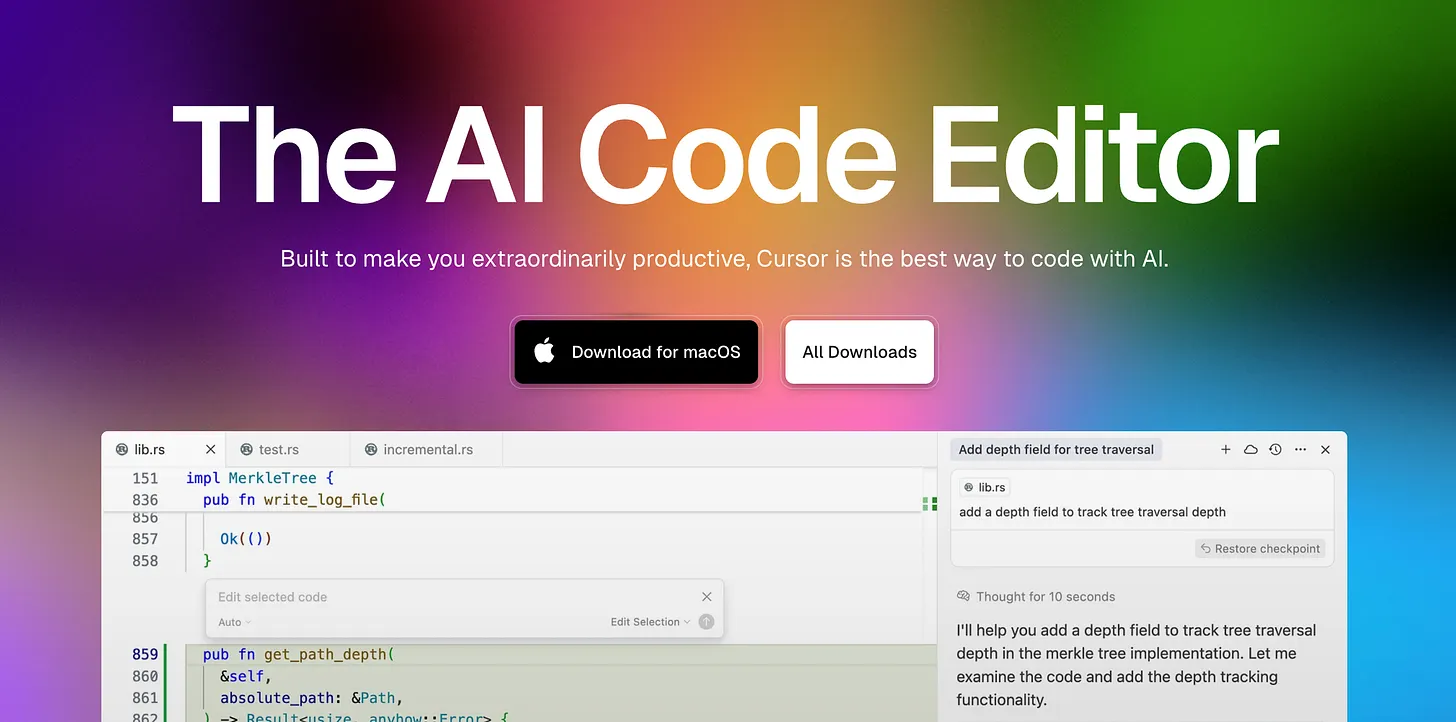 The AI Code Editor
Built to make you extraordinarily productive, Cursor is the best way to code with AI.
Download for macOS
All Downloads
lib.rs
test.rs
incremental.rs
151 impl MerkleTree {
836 pub fn write_log_file(
856
857 Ok(())
858 }
Edit selected code
Auto
Edit Selection
859 pub fn get_path_depth(
860 &self,
861 absolute_path: &Path,
862 ) -> Result<usize, anyhow::Error> {
Add depth field for tree traversal
lib.rs
add a depth field to track tree traversal depth
Restore checkpoint
Thought for 10 seconds
I'll help you add a depth field to track tree traversal
depth in the merkle tree implementation. Let me
examine the code and add the depth tracking
functionality.